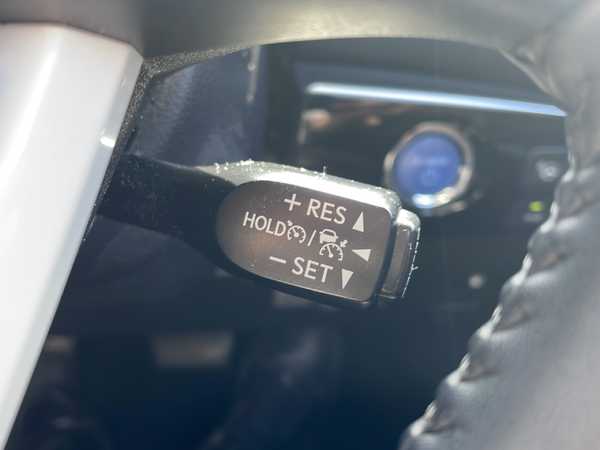 + RES ▲
HOLD / ◀
− SET ▼